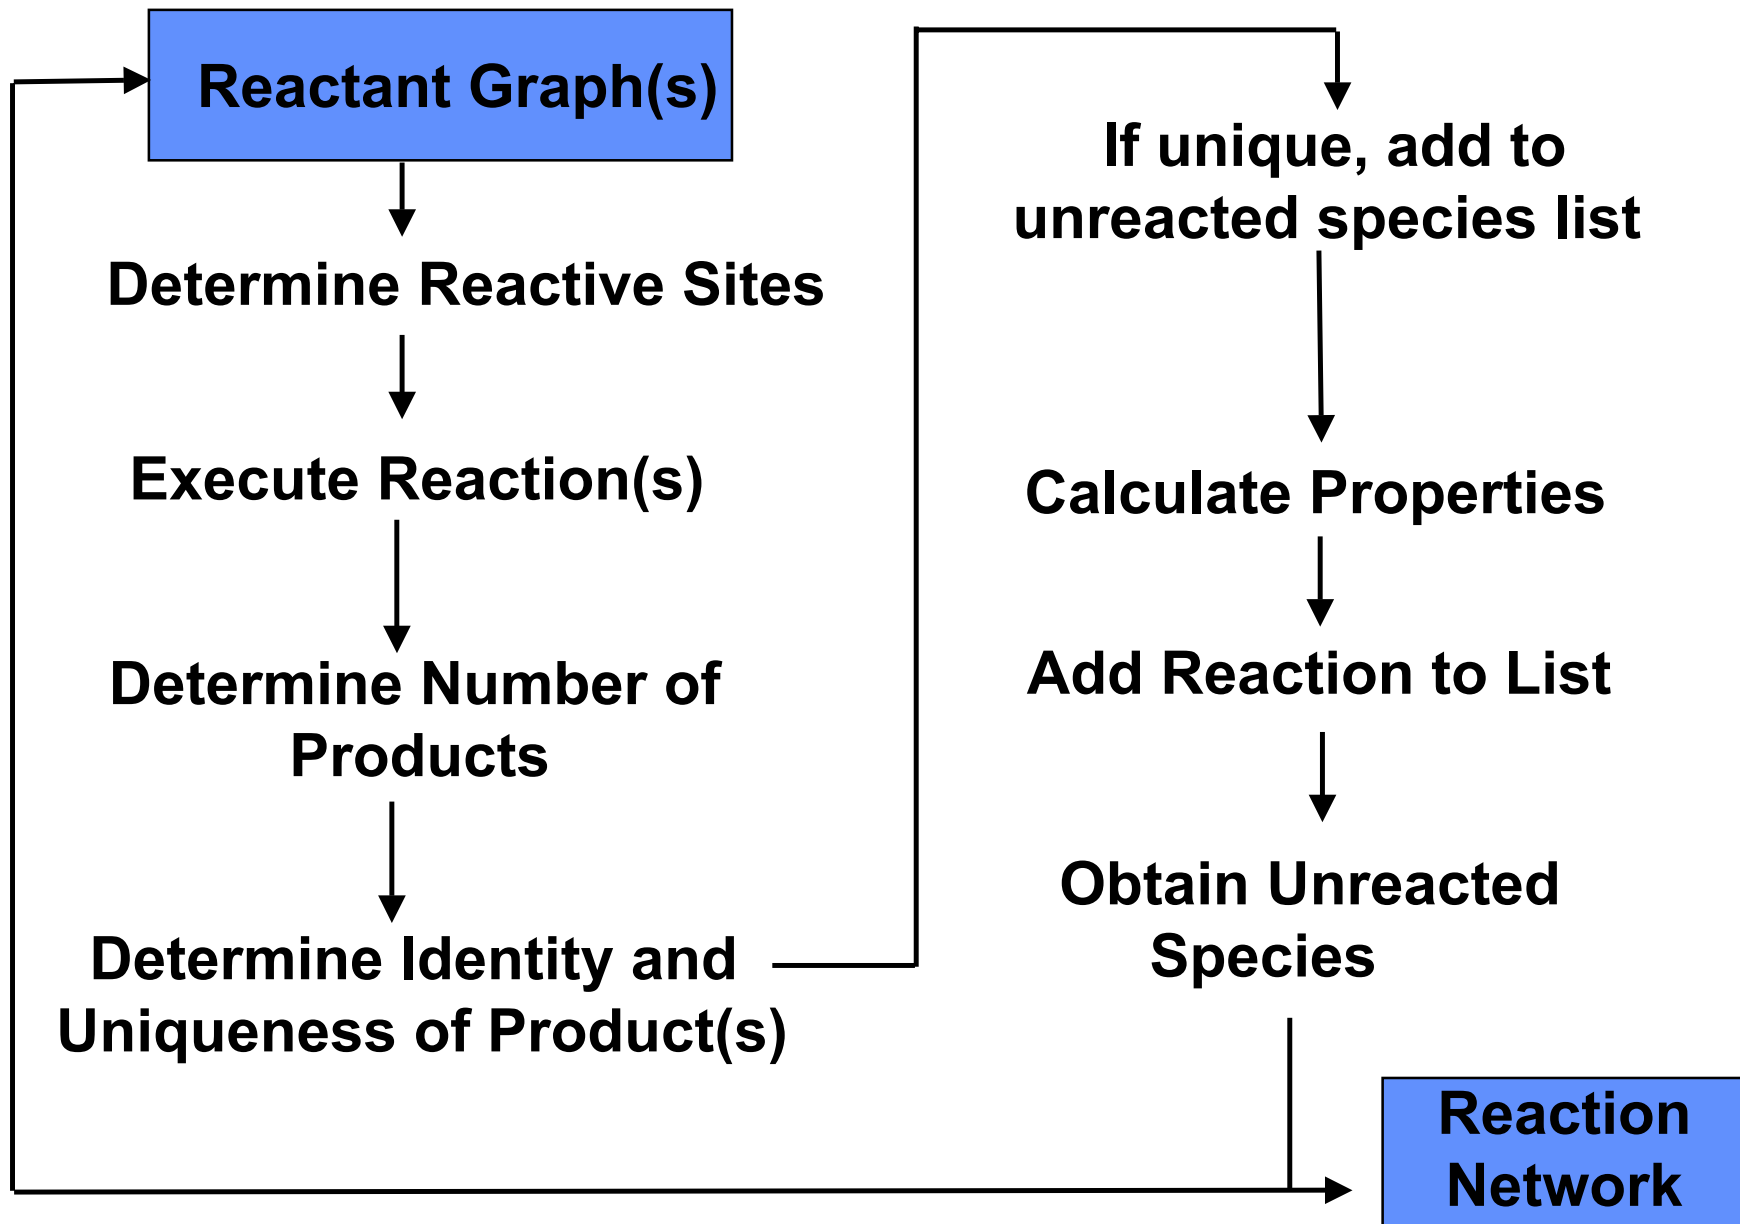 Reactant Graph(s)
Determine Reactive Sites
Execute Reaction(s)
Determine Number of
Products
Determine Identity and
Uniqueness of Product(s)
If unique, add to
unreacted species list
Calculate Properties
Add Reaction to List
Obtain Unreacted
Species
Reaction
Network